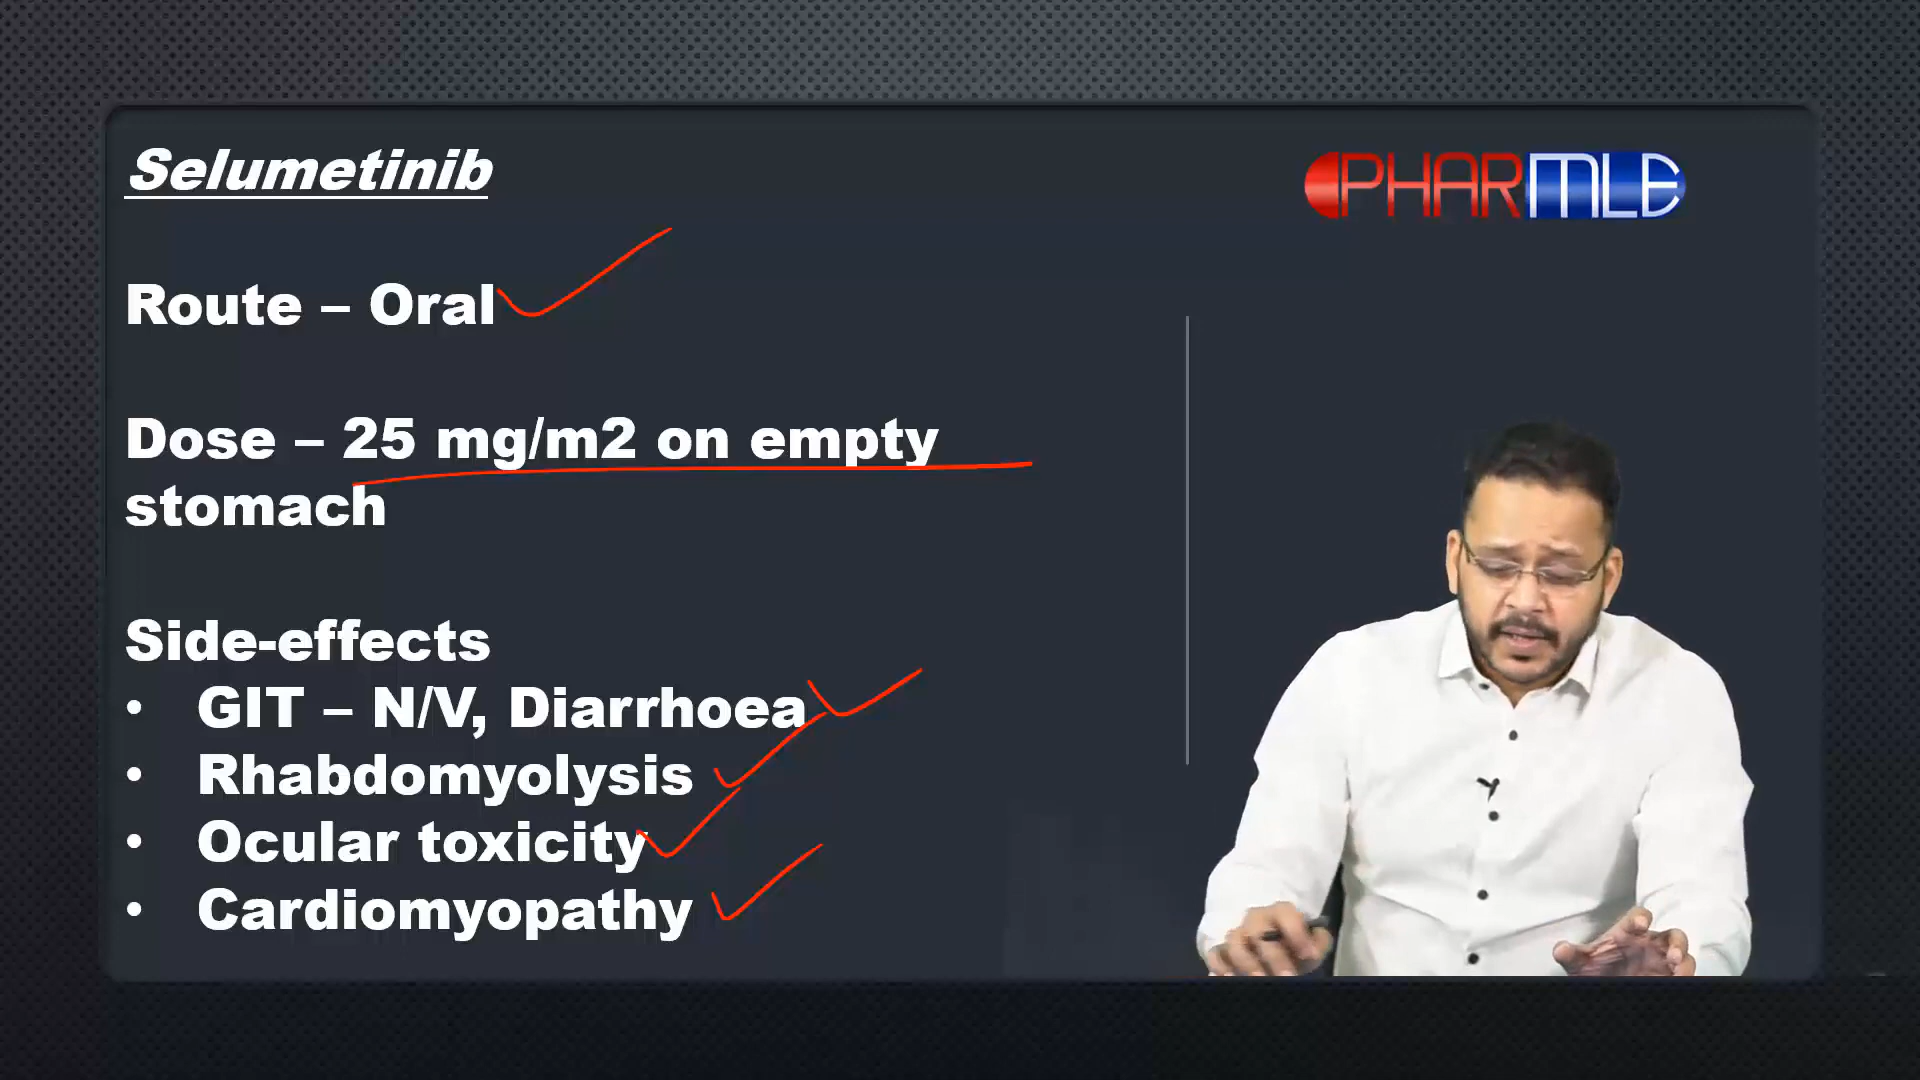 Selumetinib
PHARMLE
Route – Oral
Dose – 25 mg/m2 on empty
stomach
Side-effects
• GIT – N/V, Diarrhoea
• Rhabdomyolysis
• Ocular toxicity
• Cardiomyopathy